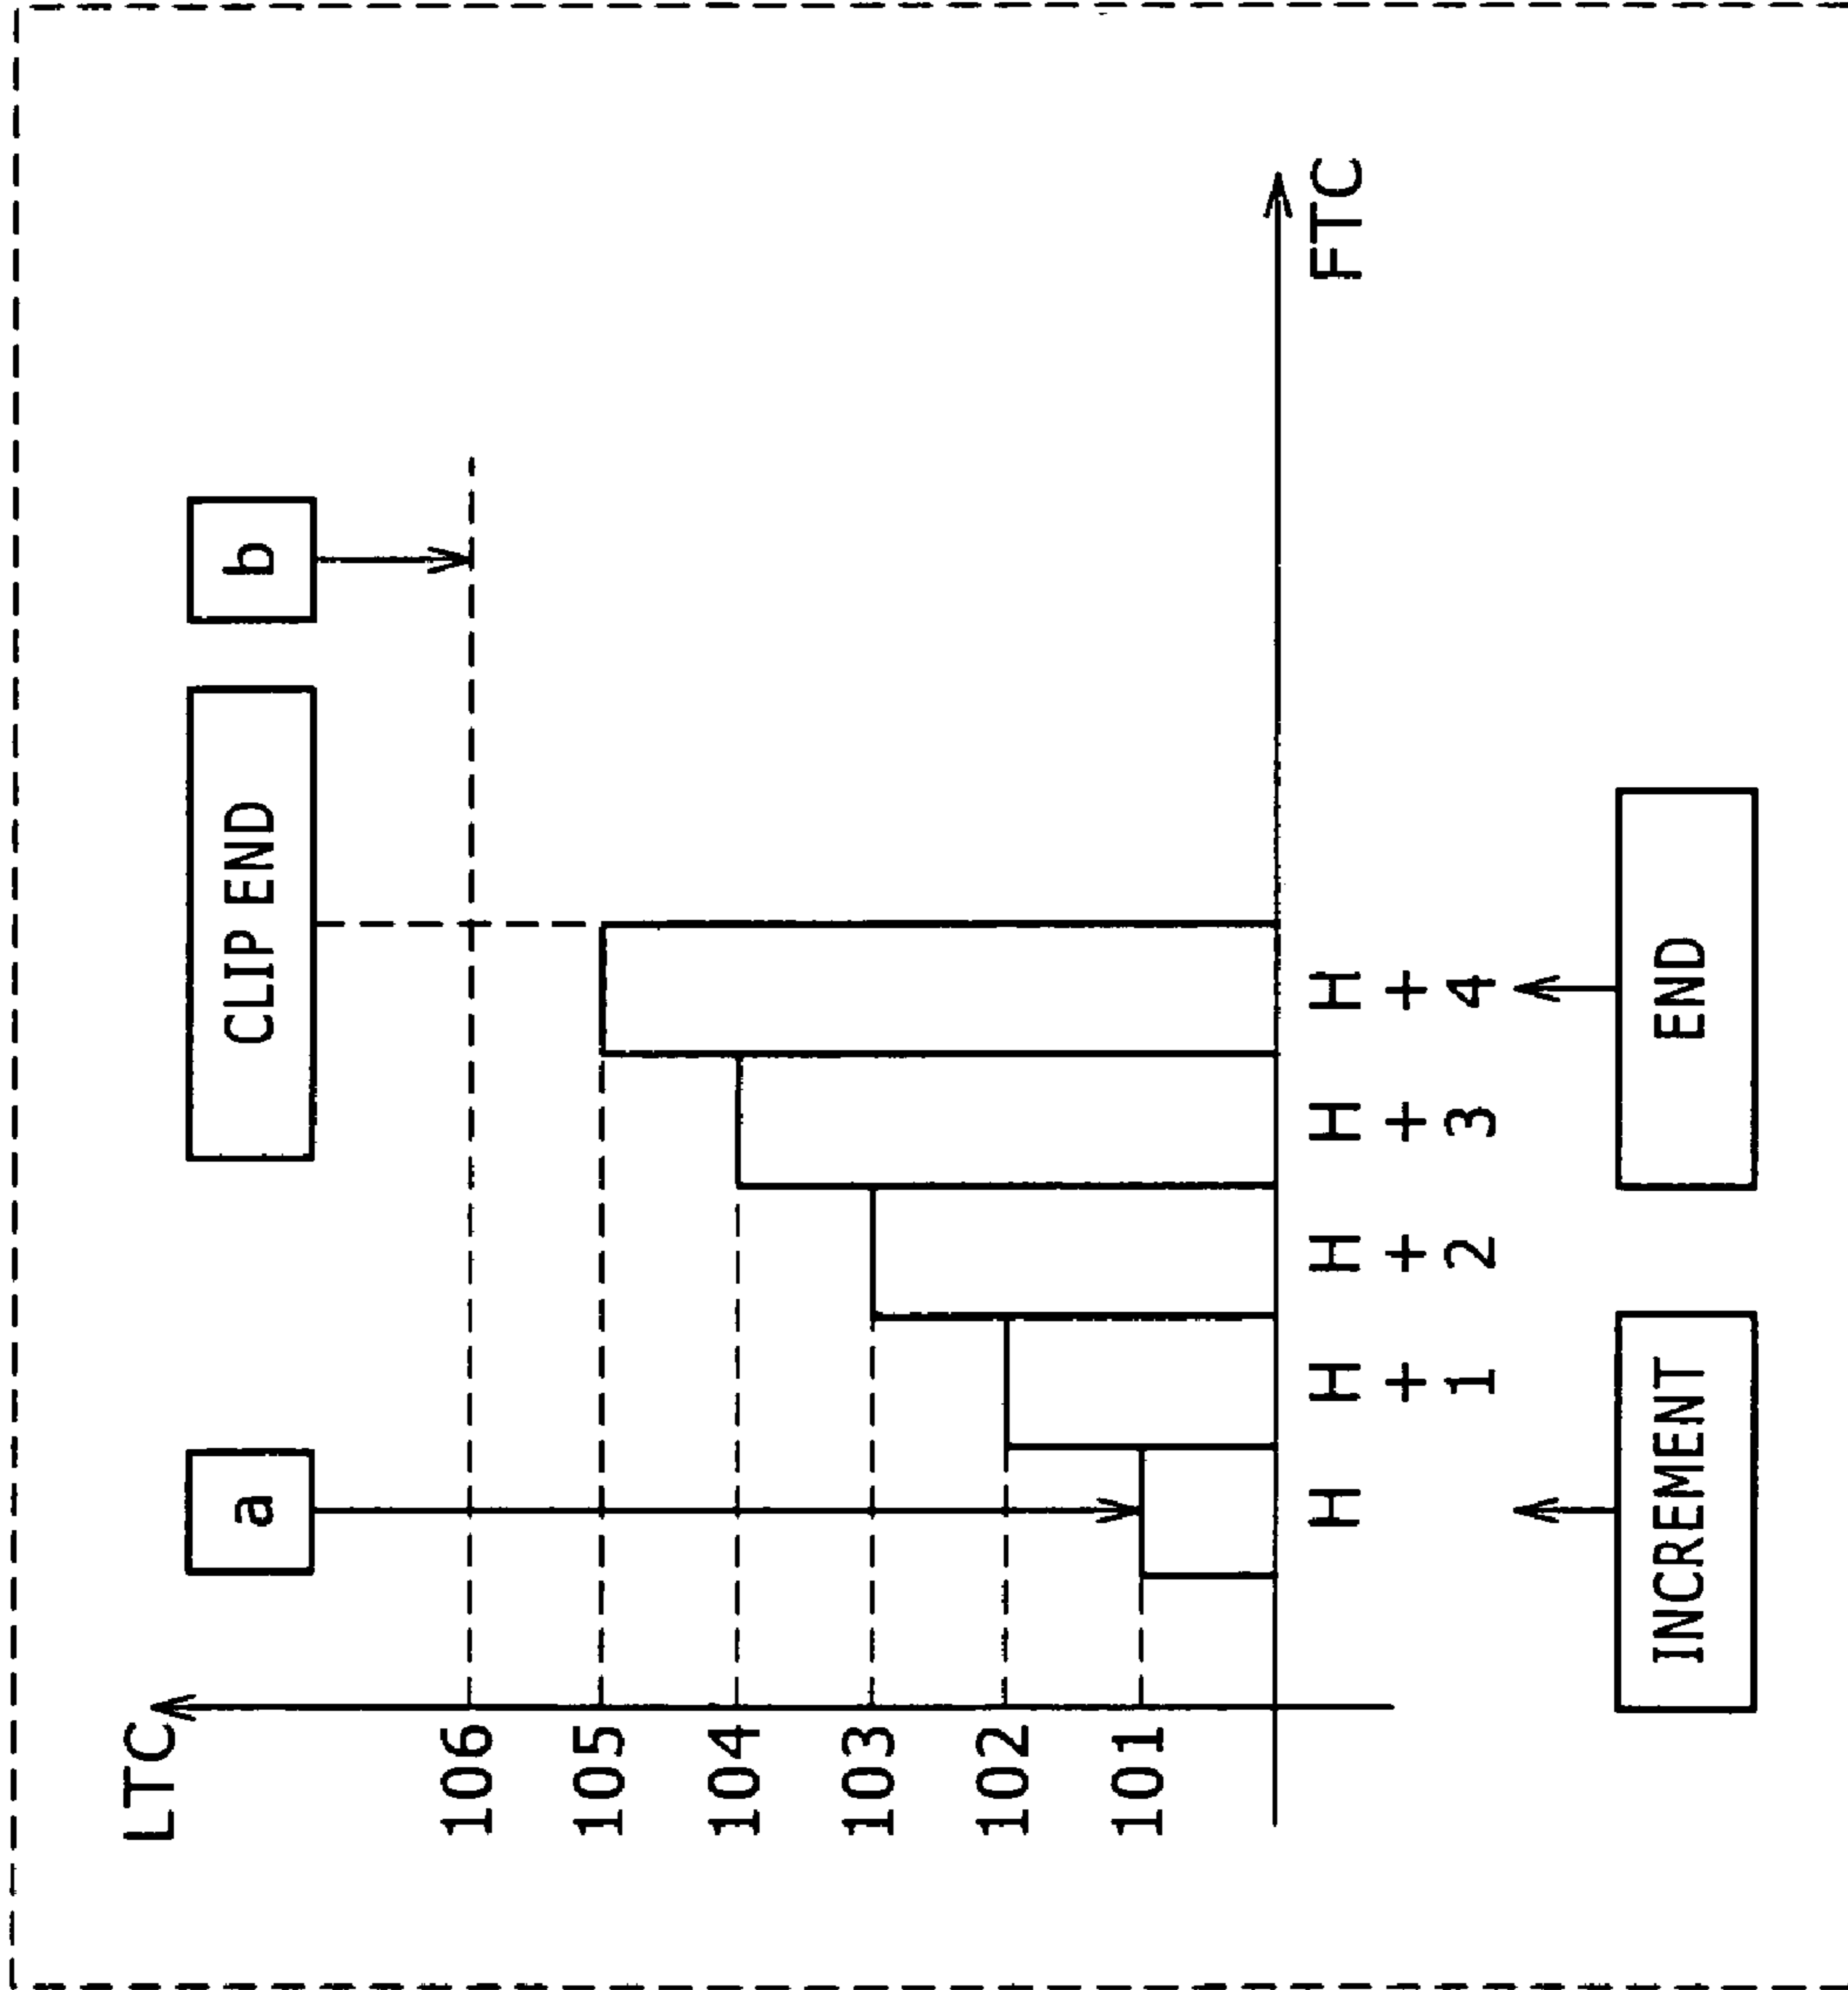 LTC
a
CLIP END
b
106
105
104
103
102
101
H
H
+
1
H
+
2
H
+
3
H
+
4
FTC
INCREMENT
END